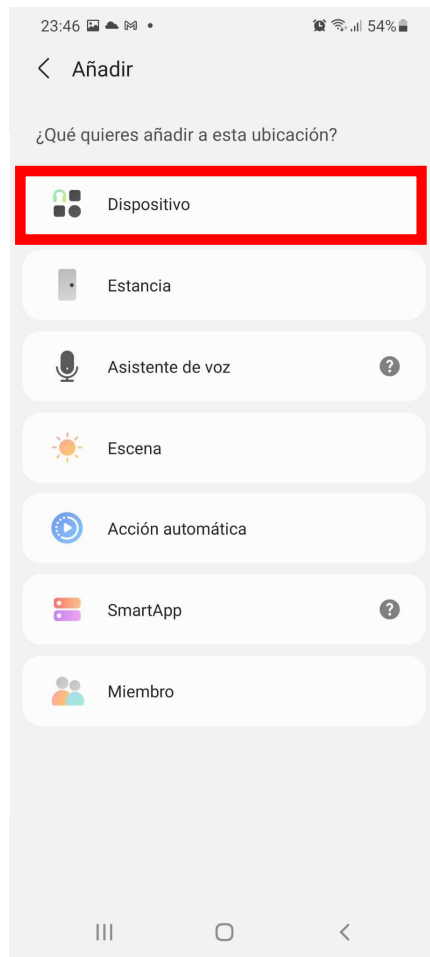 23:46 54%
Añadir
¿Qué quieres añadir a esta ubicación?
Dispositivo
Estancia
Asistente de voz ?
Escena
Acción automática
SmartApp ?
Miembro